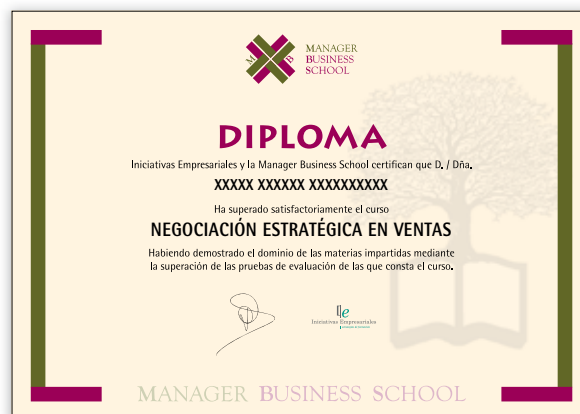 M B
MANAGER
BUSINESS
SCHOOL
DIPLOMA
Iniciativas Empresariales y la Manager Business School certifican que D. / Dña.
XXXXX XXXXXX XXXXXXXXXX
Ha superado satisfactoriamente el curso
NEGOCIACIÓN ESTRATÉGICA EN VENTAS
Habiendo demostrado el dominio de las materias impartidas mediante
la superación de las pruebas de evaluación de las que consta el curso.
Iniciativas Empresariales
MANAGER BUSINESS SCHOOL